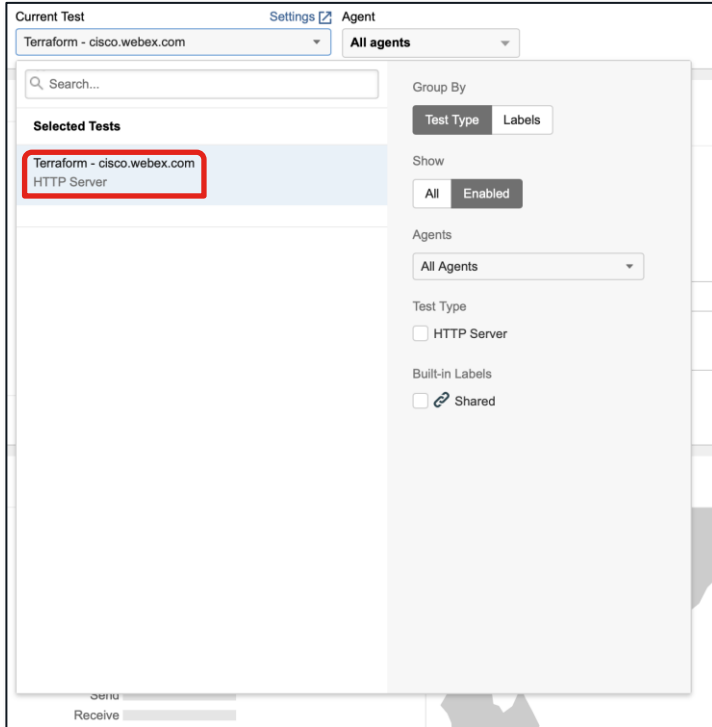 Current Test
Settings
Agent
Terraform - cisco.webex.com
All agents
Search...
Selected Tests
Terraform - cisco.webex.com
HTTP Server
Group By
Test Type
Labels
Show
All
Enabled
Agents
All Agents
Test Type
HTTP Server
Built-in Labels
Shared
Send
Receive